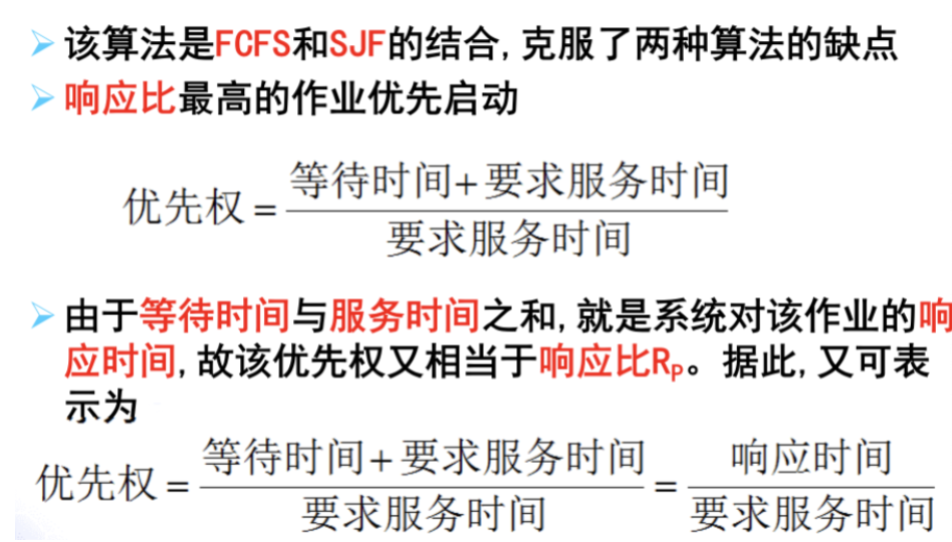 该算法是FCFS和SJF的结合,克服了两种算法的缺点
响应比最高的作业优先启动
优先权 = (等待时间+要求服务时间)/要求服务时间
由于等待时间与服务时间之和,就是系统对该作业的响
应时间,故该优先权又相当于响应比RP。据此,又可表
示为
优先权 = (等待时间+要求服务时间)/要求服务时间 = 响应时间/要求服务时间